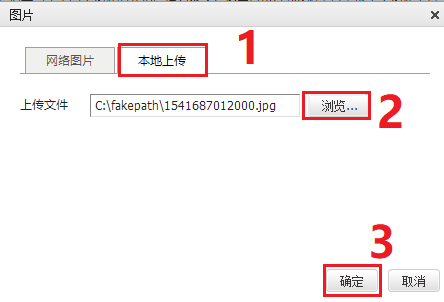 图片
1
网络图片 本地上传
上传文件 C:\fakepath\1541687012000.jpg 浏览...
2
3
确定 取消